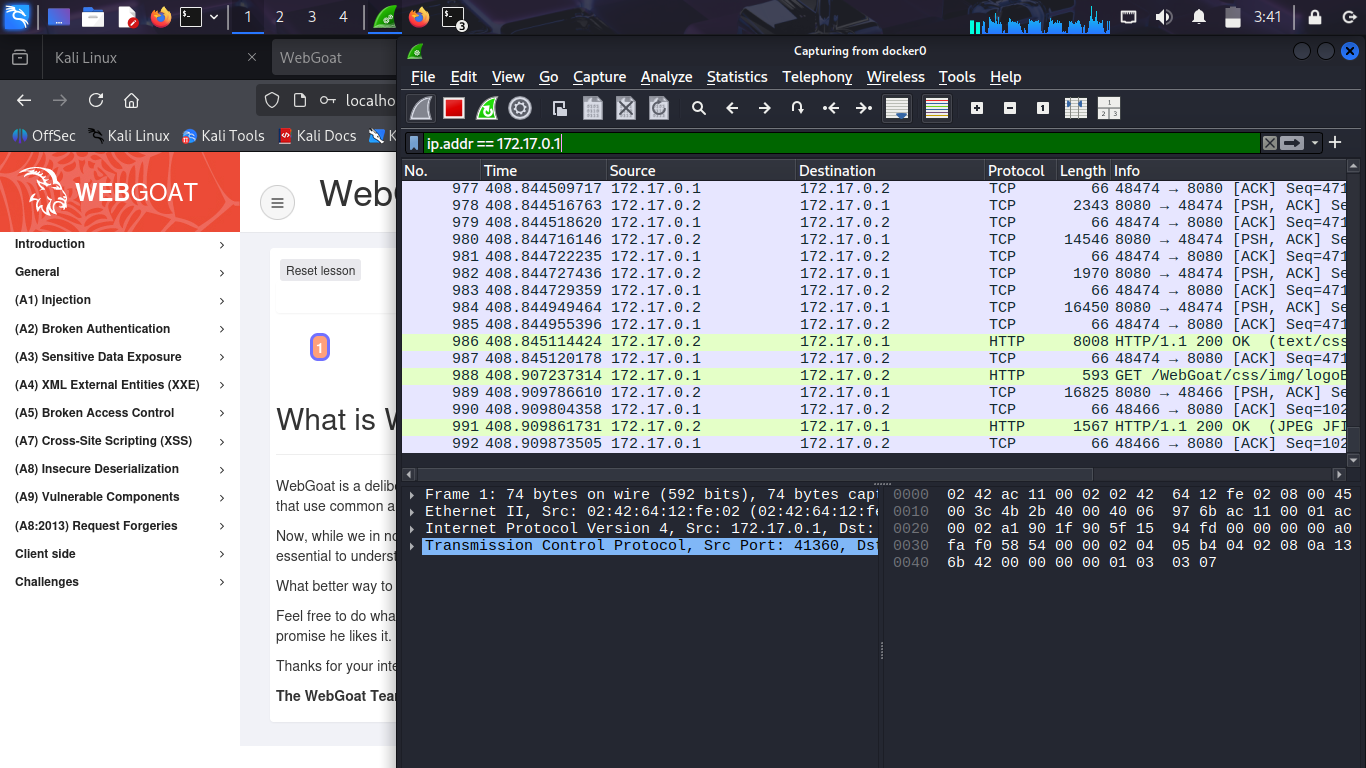 1 2 3 4 3 3:41
Kali Linux × WebGoat
Capturing from docker0
File Edit View Go Capture Analyze Statistics Telephony Wireless Tools Help
localho
OffSec Kali Linux Kali Tools Kali Docs K
ip.addr == 172.17.0.1
WEBGOAT
Web
Introduction
General
(A1) Injection
(A2) Broken Authentication
(A3) Sensitive Data Exposure
(A4) XML External Entities (XXE)
(A5) Broken Access Control
(A7) Cross-Site Scripting (XSS)
(A8) Insecure Deserialization
(A9) Vulnerable Components
(A8:2013) Request Forgeries
Client side
Challenges
Reset lesson
1
What is W
WebGoat is a delibe
that use common a
Now, while we in no
essential to underst
What better way to
Feel free to do wha
promise he likes it.
Thanks for your inte
The WebGoat Tear
No. Time Source Destination Protocol Length Info
977 408.844509717 172.17.0.1 172.17.0.2 TCP 66 48474 → 8080 [ACK] Seq=471
978 408.844516763 172.17.0.2 172.17.0.1 TCP 2343 8080 → 48474 [PSH, ACK] Se
979 408.844518620 172.17.0.1 172.17.0.2 TCP 66 48474 → 8080 [ACK] Seq=471
980 408.844716146 172.17.0.2 172.17.0.1 TCP 14546 8080 → 48474 [PSH, ACK] Se
981 408.844722235 172.17.0.1 172.17.0.2 TCP 66 48474 → 8080 [ACK] Seq=471
982 408.844727436 172.17.0.2 172.17.0.1 TCP 1970 8080 → 48474 [PSH, ACK] Se
983 408.844729359 172.17.0.1 172.17.0.2 TCP 66 48474 → 8080 [ACK] Seq=471
984 408.844949464 172.17.0.2 172.17.0.1 TCP 16450 8080 → 48474 [PSH, ACK] Se
985 408.844955396 172.17.0.1 172.17.0.2 TCP 66 48474 → 8080 [ACK] Seq=471
986 408.845114424 172.17.0.2 172.17.0.1 HTTP 8008 HTTP/1.1 200 OK (text/css
987 408.845120178 172.17.0.1 172.17.0.2 TCP 66 48474 → 8080 [ACK] Seq=471
988 408.907237314 172.17.0.1 172.17.0.2 HTTP 593 GET /WebGoat/css/img/logoB
989 408.909786610 172.17.0.2 172.17.0.1 TCP 16825 8080 → 48466 [PSH, ACK] Se
990 408.909804358 172.17.0.1 172.17.0.2 TCP 66 48466 → 8080 [ACK] Seq=102
991 408.909861731 172.17.0.2 172.17.0.1 HTTP 1567 HTTP/1.1 200 OK (JPEG JFI
992 408.909873505 172.17.0.1 172.17.0.2 TCP 66 48466 → 8080 [ACK] Seq=102
Frame 1: 74 bytes on wire (592 bits), 74 bytes capt
Ethernet II, Src: 02:42:64:12:fe:02 (02:42:64:12:fe
Internet Protocol Version 4, Src: 172.17.0.1, Dst:
Transmission Control Protocol, Src Port: 41360, Dst
0000 02 42 ac 11 00 02 02 42 64 12 fe 02 08 00 45
0010 00 3c 4b 2b 40 00 40 06 97 6b ac 11 00 01 ac
0020 00 02 a1 90 1f 90 5f 15 94 fd 00 00 00 00 a0
0030 fa f0 58 54 00 00 02 04 05 b4 04 02 08 0a 13
0040 6b 42 00 00 00 00 01 03 03 07